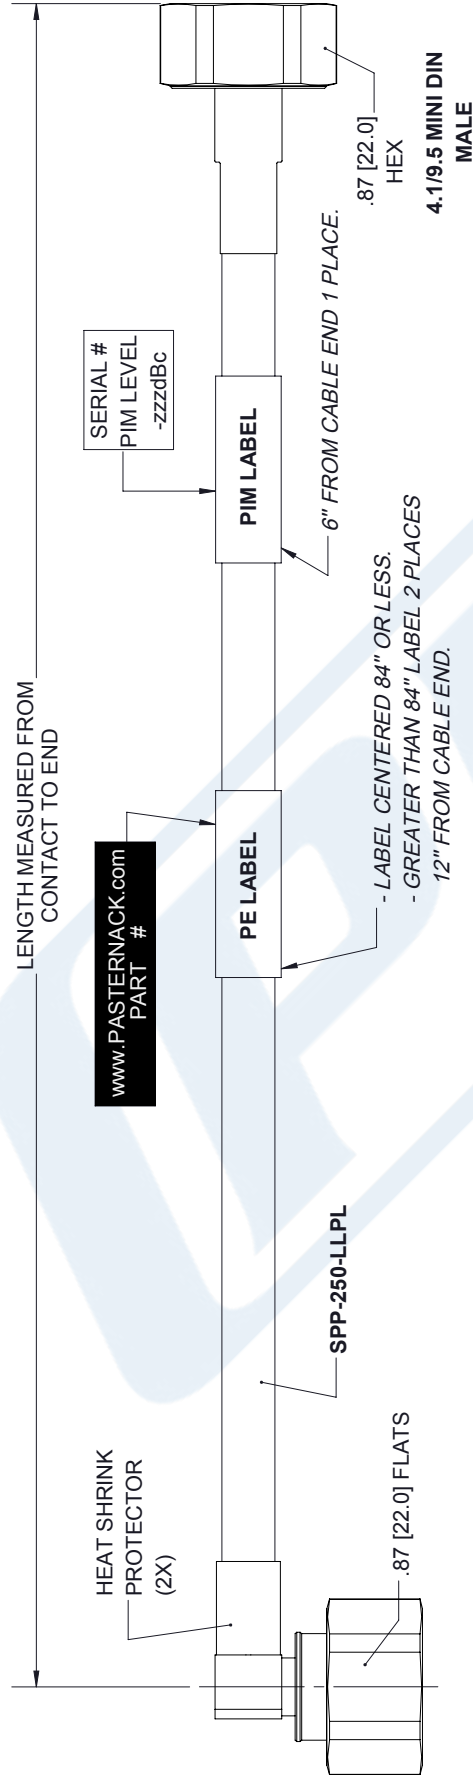 LENGTH MEASURED FROM
CONTACT TO END
HEAT SHRINK
PROTECTOR
(2X)
www.PASTERNACK.com
PART #
SERIAL #
PIM LEVEL
-zzzdBc
PE LABEL
PIM LABEL
.87 [22.0] FLATS
SPP-250-LLPL
- LABEL CENTERED 84" OR LESS.
- GREATER THAN 84" LABEL 2 PLACES
12" FROM CABLE END.
6" FROM CABLE END 1 PLACE.
.87 [22.0]
HEX
4.1/9.5 MINI DIN
MALE